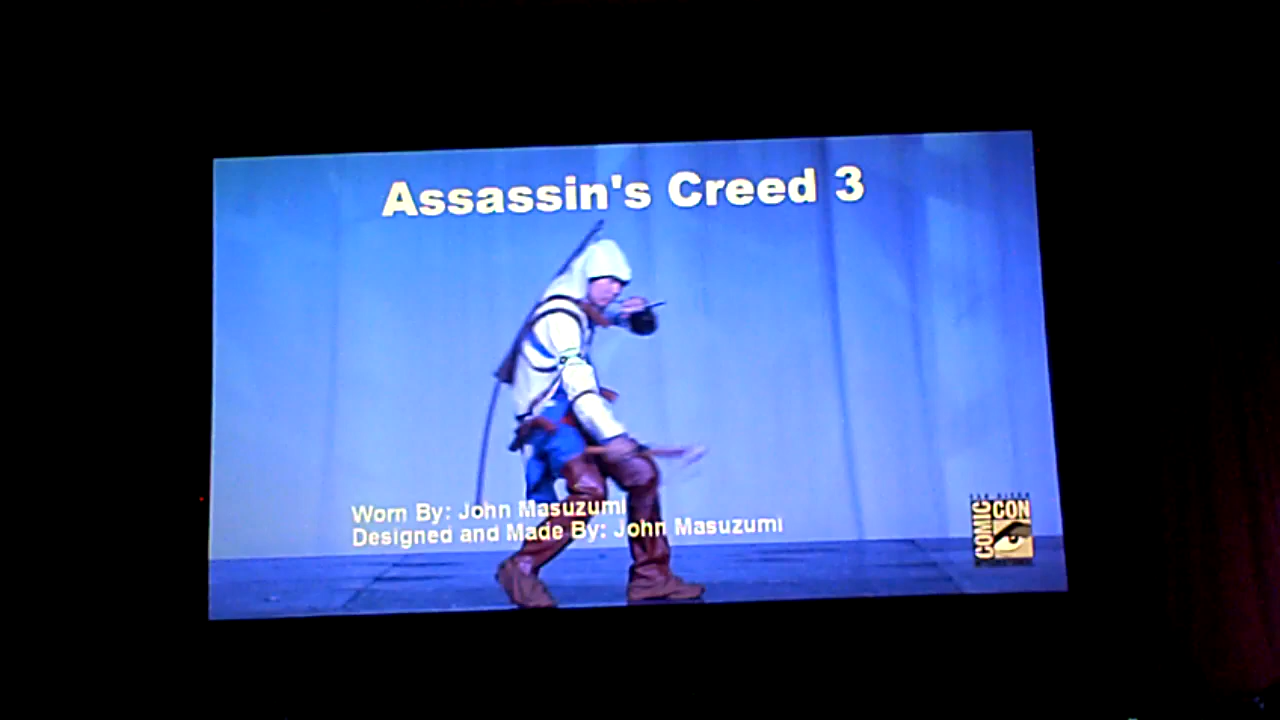 Assassin's Creed 3
Worn By: John Masuzumi
Designed and Made By: John Masuzumi
COMIC CON